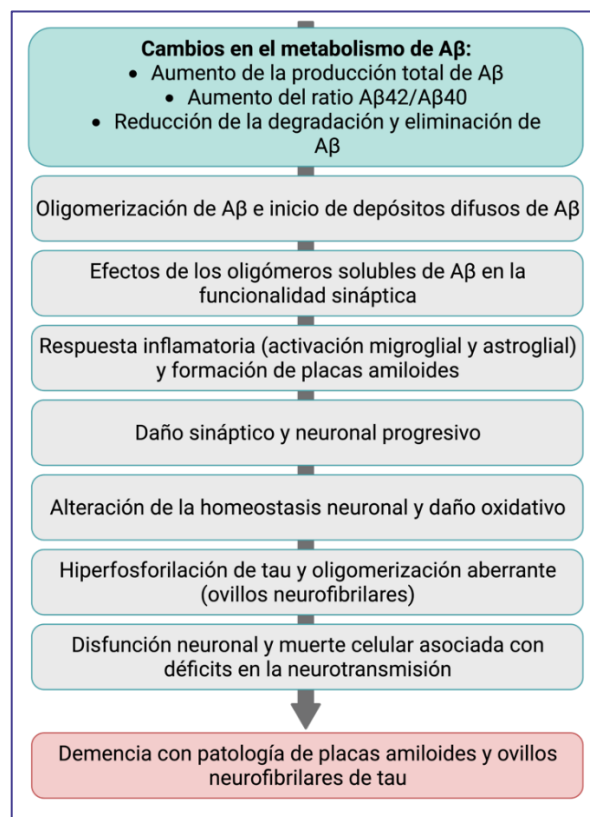 Cambios en el metabolismo de Aβ:
• Aumento de la producción total de Aβ
• Aumento del ratio Aβ42/Aβ40
• Reducción de la degradación y eliminación de
Aβ
Oligomerización de Aβ e inicio de depósitos difusos de Aβ
Efectos de los oligómeros solubles de Aβ en la
funcionalidad sináptica
Respuesta inflamatoria (activación migroglial y astroglial)
y formación de placas amiloides
Daño sináptico y neuronal progresivo
Alteración de la homeostasis neuronal y daño oxidativo
Hiperfosforilación de tau y oligomerización aberrante
(ovillos neurofibrilares)
Disfunción neuronal y muerte celular asociada con
déficits en la neurotransmisión
Demencia con patología de placas amiloides y ovillos
neurofibrilares de tau